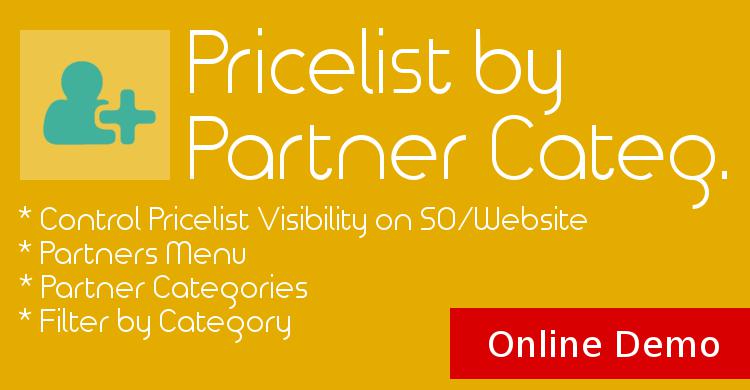 Pricelist by
Partner Categ.
* Control Pricelist Visibility on SO/Website
* Partners Menu
* Partner Categories
* Filter by Category
Online Demo